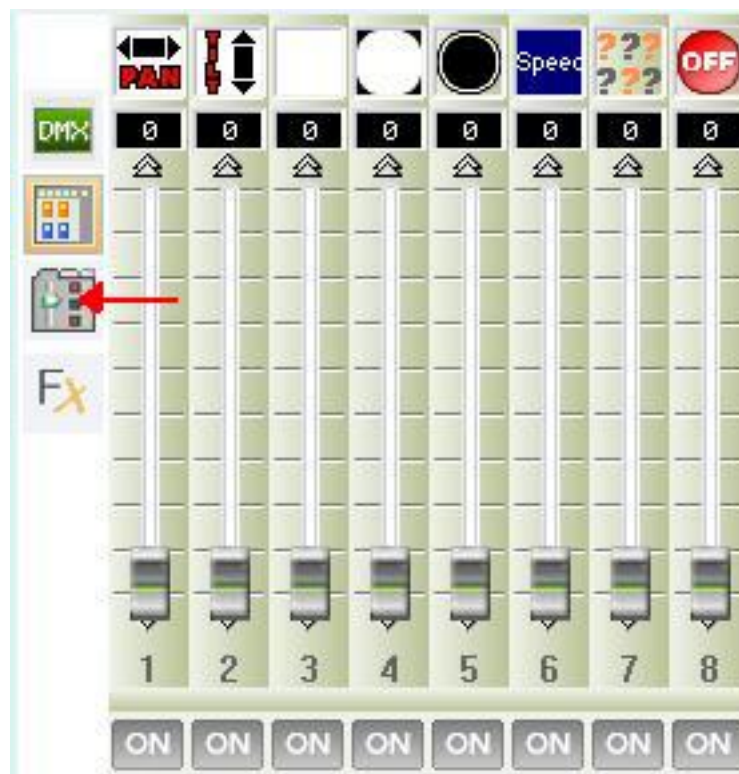 PAN TILT Speed ??? ??? OFF
DMX 0 0 0 0 0 0 0 0
Fx
1 2 3 4 5 6 7 8
ON ON ON ON ON ON ON ON